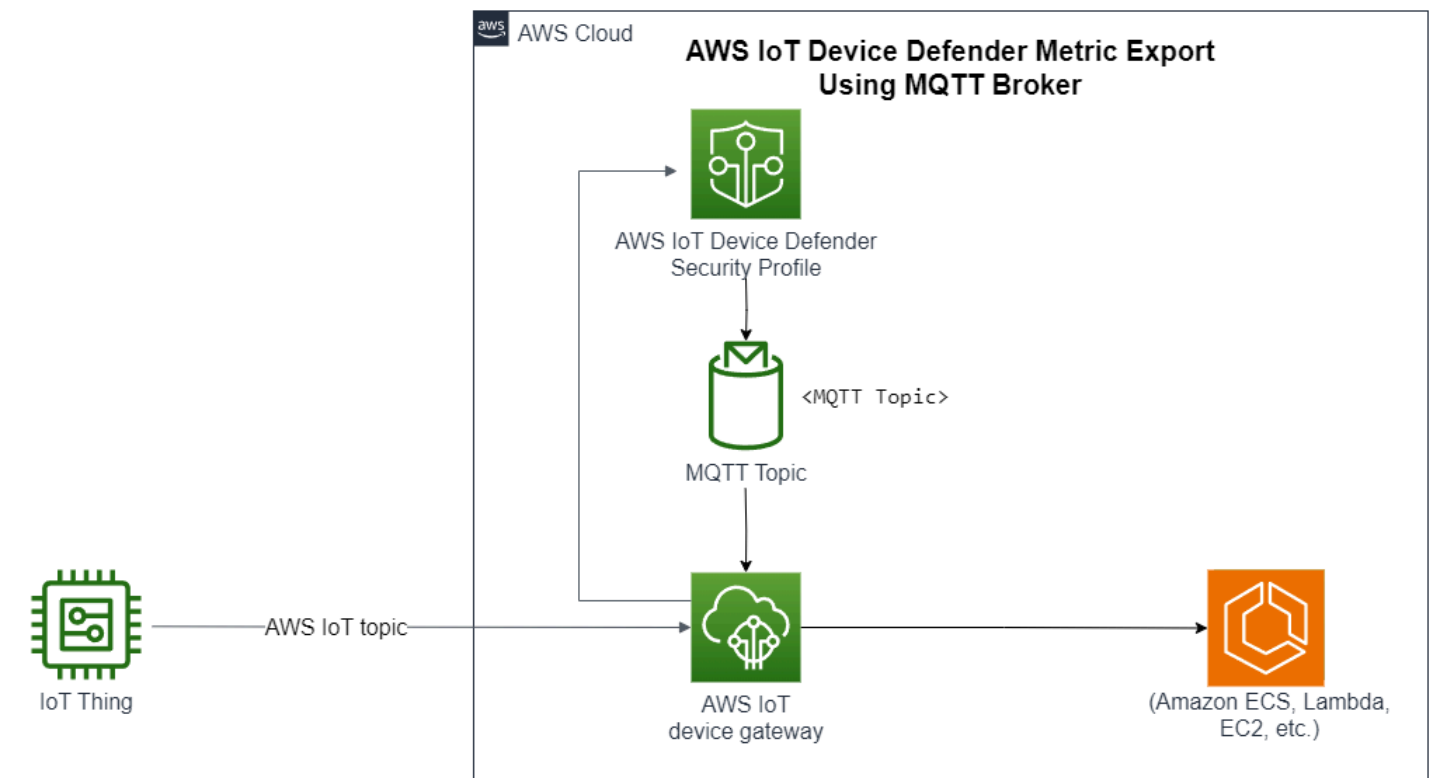 aws
AWS Cloud
AWS IoT Device Defender Metric Export
Using MQTT Broker
AWS IoT Device Defender
Security Profile
<MQTT Topic>
MQTT Topic
AWS IoT topic
IoT Thing
AWS IoT
device gateway
(Amazon ECS, Lambda,
EC2, etc.)